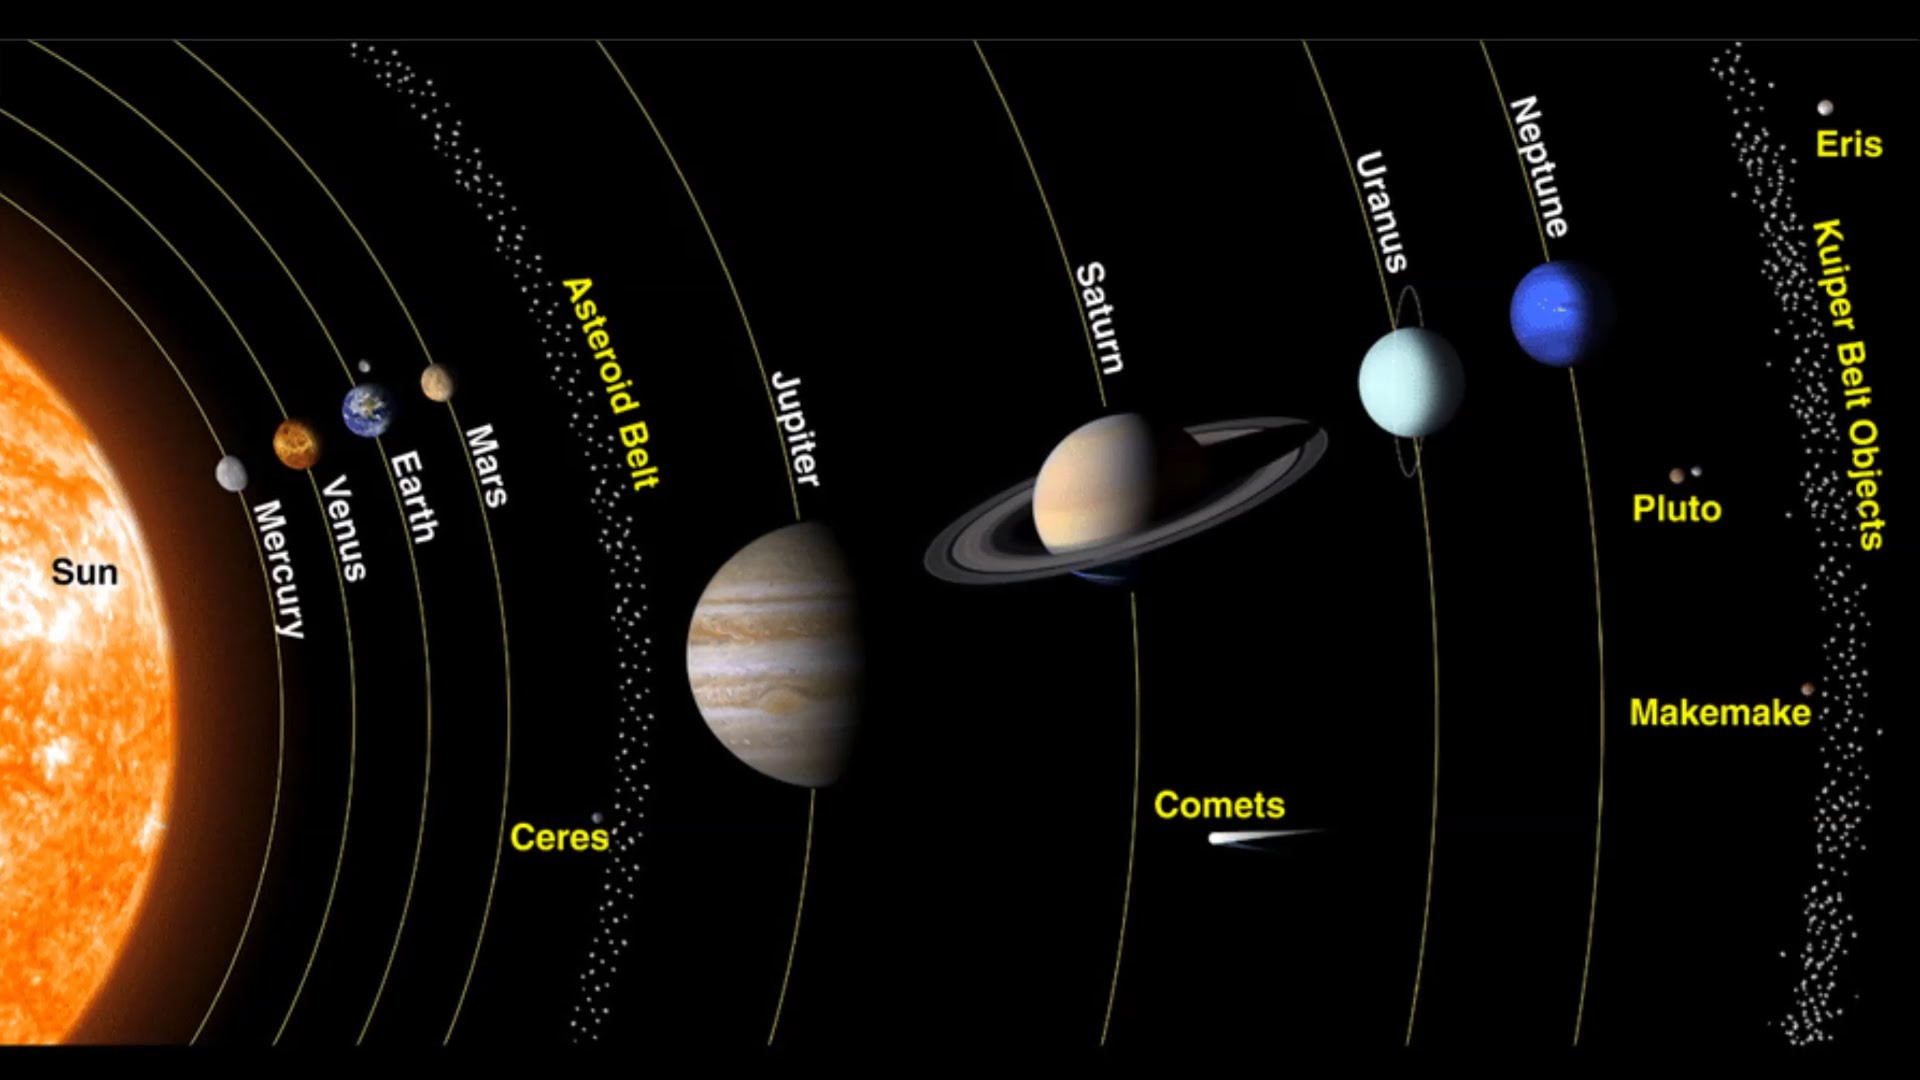 Sun
Mercury
Venus
Earth
Mars
Asteroid Belt
Ceres
Jupiter
Saturn
Comets
Uranus
Neptune
Pluto
Makemake
Eris
Kuiper Belt Objects